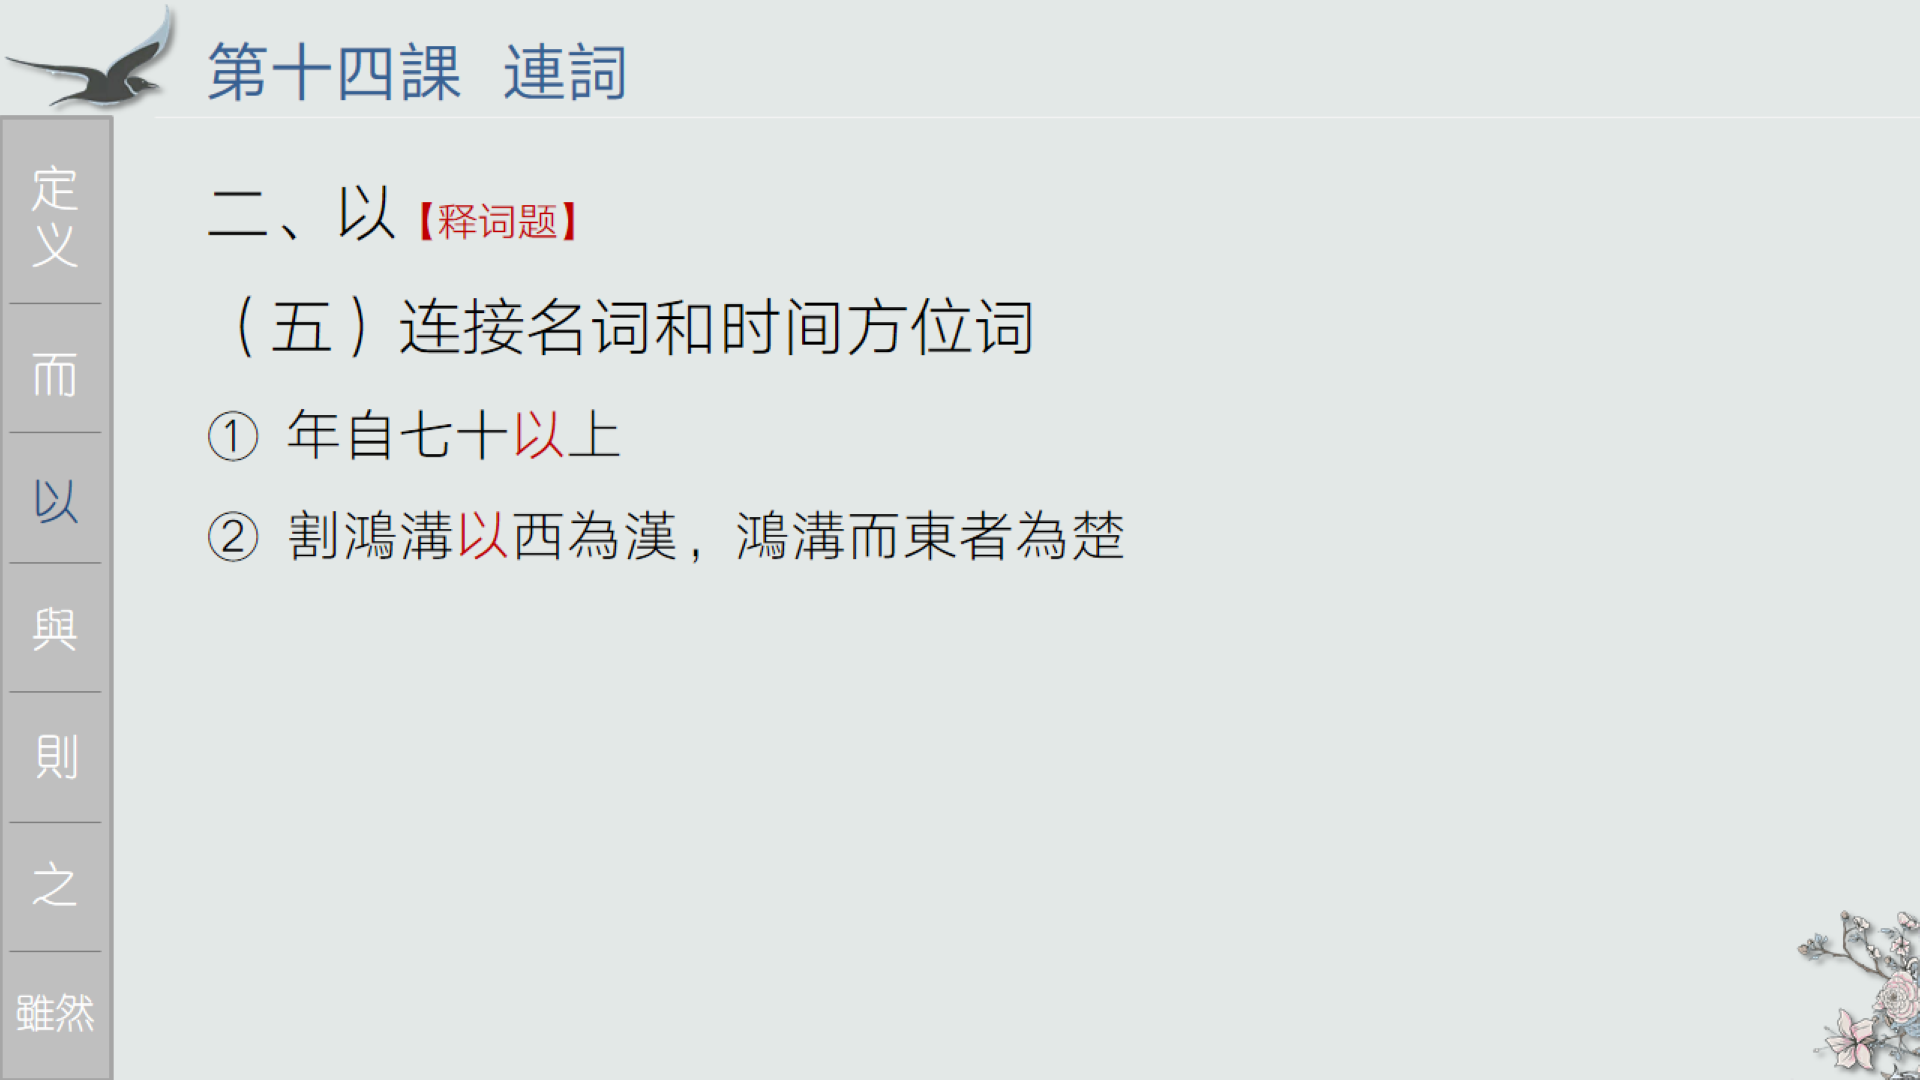 第十四課 連詞
定义
而
以
與
則
之
雖然
二、以【释词题】
（五）连接名词和时间方位词
① 年自七十以上
② 割鴻溝以西為漢，鴻溝而東者為楚